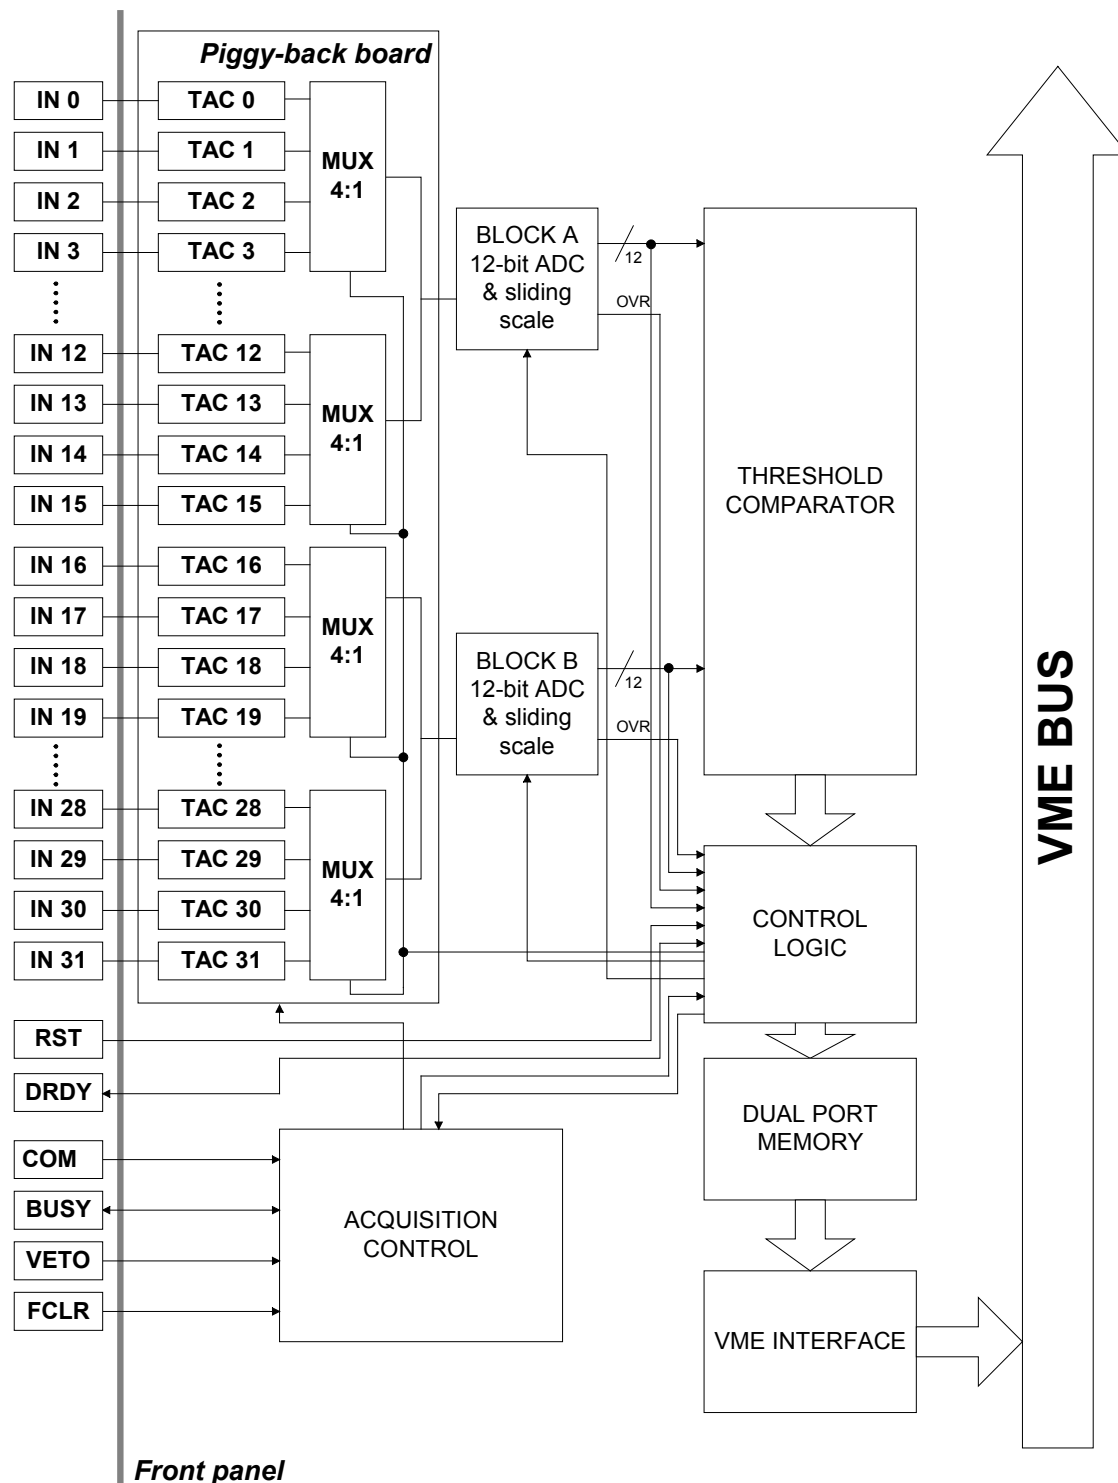 Piggy-back board
IN 0
TAC 0
IN 1
TAC 1
IN 2
TAC 2
IN 3
TAC 3
MUX
4:1
IN 12
TAC 12
IN 13
TAC 13
IN 14
TAC 14
IN 15
TAC 15
MUX
4:1
IN 16
TAC 16
IN 17
TAC 17
IN 18
TAC 18
IN 19
TAC 19
MUX
4:1
IN 28
TAC 28
IN 29
TAC 29
IN 30
TAC 30
IN 31
TAC 31
MUX
4:1
BLOCK A
12-bit ADC
& sliding
scale
12
OVR
BLOCK B
12-bit ADC
& sliding
scale
12
OVR
THRESHOLD
COMPARATOR
CONTROL
LOGIC
DUAL PORT
MEMORY
VME INTERFACE
VME BUS
RST
DRDY
COM
BUSY
VETO
FCLR
ACQUISITION
CONTROL
Front panel